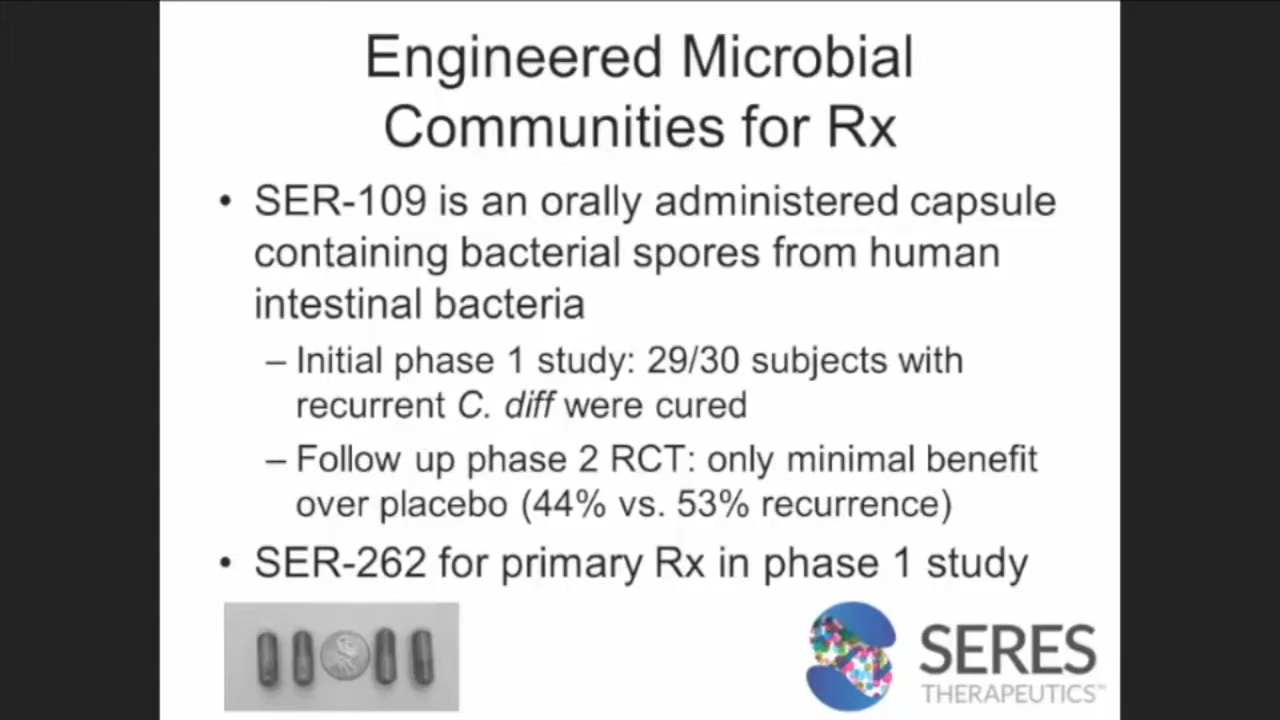 Engineered Microbial
Communities for Rx
• SER-109 is an orally administered capsule
containing bacterial spores from human
intestinal bacteria
– Initial phase 1 study: 29/30 subjects with
recurrent C. diff were cured
– Follow up phase 2 RCT: only minimal benefit
over placebo (44% vs. 53% recurrence)
• SER-262 for primary Rx in phase 1 study
SERES
THERAPEUTICS™